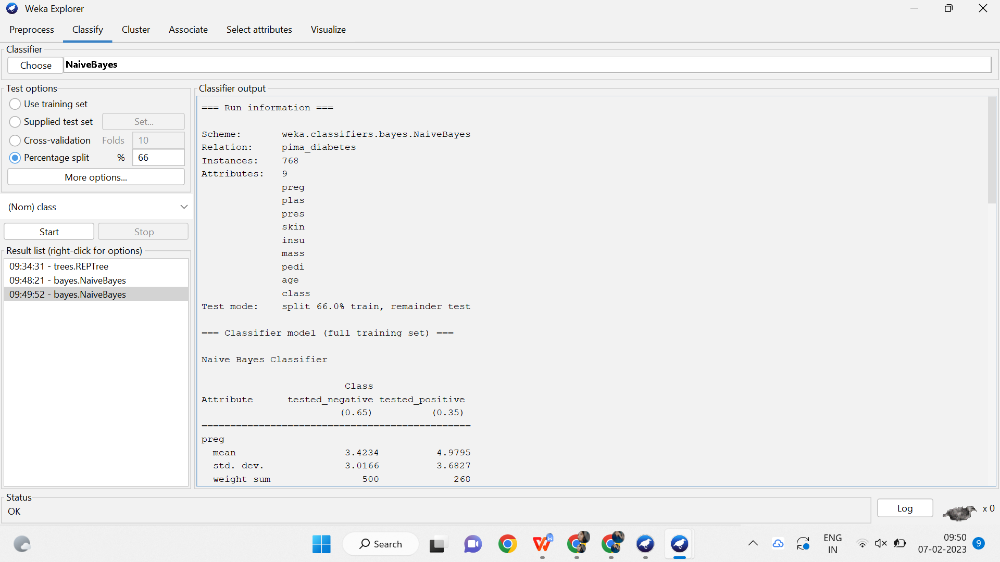 Weka Explorer
Preprocess Classify Cluster Associate Select attributes Visualize
Classifier
Choose NaiveBayes
Test options
Use training set
Supplied test set Set...
Cross-validation Folds 10
Percentage split % 66
More options...
(Nom) class
Start Stop
Result list (right-click for options)
09:34:31 - trees.REPTree
09:48:21 - bayes.NaiveBayes
09:49:52 - bayes.NaiveBayes
Classifier output
=== Run information ===
Scheme: weka.classifiers.bayes.NaiveBayes
Relation: pima_diabetes
Instances: 768
Attributes: 9
preg
plas
pres
skin
insu
mass
pedi
age
class
Test mode: split 66.0% train, remainder test
=== Classifier model (full training set) ===
Naive Bayes Classifier
Class
Attribute tested_negative tested_positive
(0.65) (0.35)
===============================================
preg
mean 3.4234 4.9795
std. dev. 3.0166 3.6827
weight sum 500 268
Status
OK
Log
x 0
Search
W
ENG
IN
09:50
07-02-2023
9